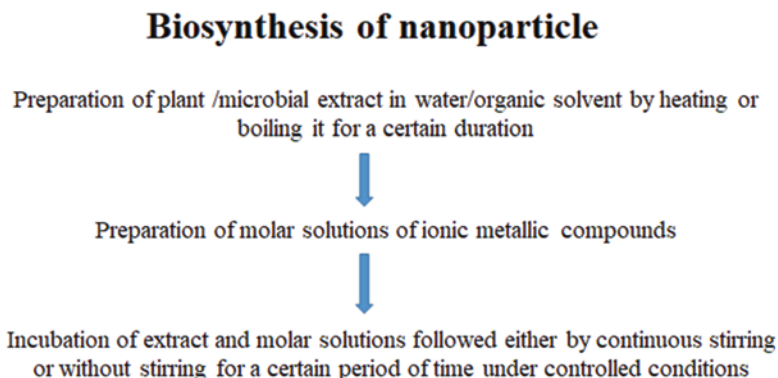 Biosynthesis of nanoparticle
Preparation of plant /microbial extract in water/organic solvent by heating or
boiling it for a certain duration
Preparation of molar solutions of ionic metallic compounds
Incubation of extract and molar solutions followed either by continuous stirring
or without stirring for a certain period of time under controlled conditions